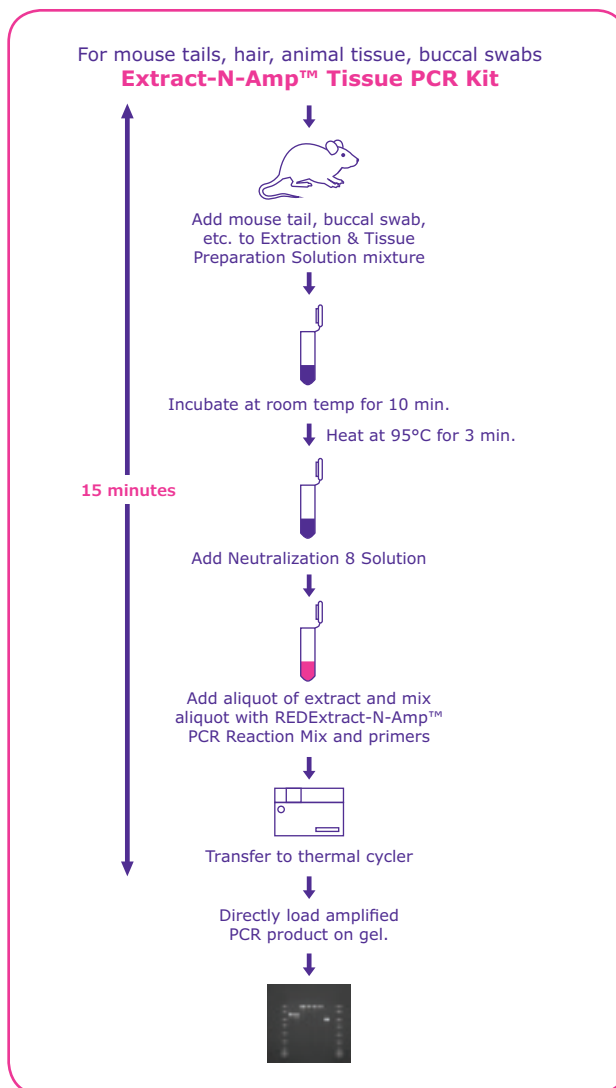 For mouse tails, hair, animal tissue, buccal swabs
Extract-N-Amp™ Tissue PCR Kit
Add mouse tail, buccal swab,
etc. to Extraction & Tissue
Preparation Solution mixture
Incubate at room temp for 10 min.
Heat at 95°C for 3 min.
15 minutes
Add Neutralization 8 Solution
Add aliquot of extract and mix
aliquot with REDExtract-N-Amp™
PCR Reaction Mix and primers
Transfer to thermal cycler
Directly load amplified
PCR product on gel.